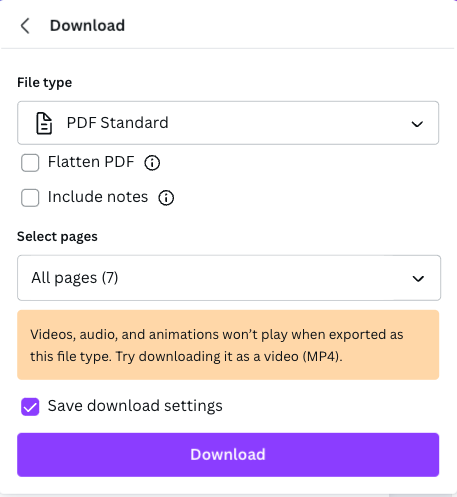 Download
File type
PDF Standard
Flatten PDF
Include notes
Select pages
All pages (7)
Videos, audio, and animations won’t play when exported as
this file type. Try downloading it as a video (MP4).
Save download settings
Download